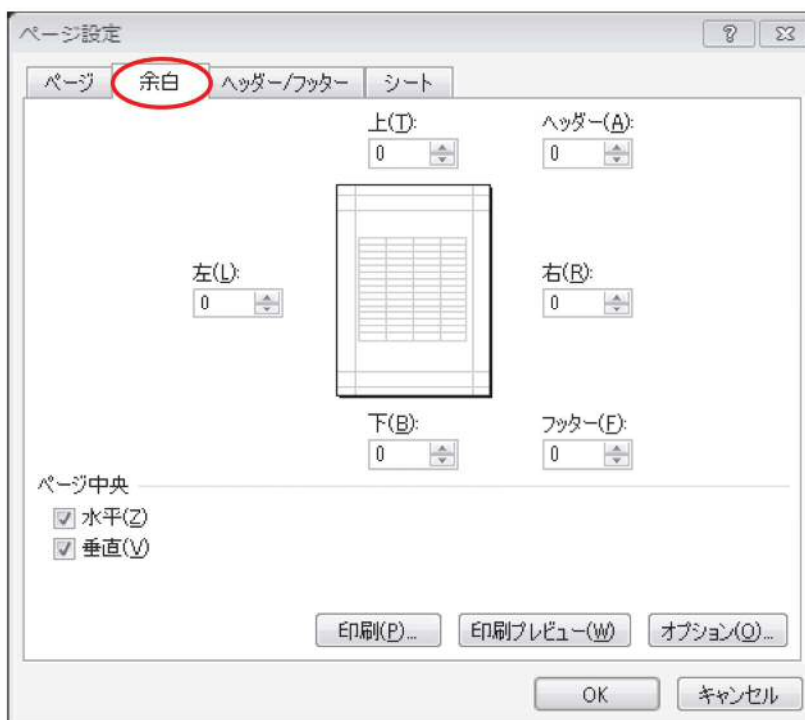 ページ設定
ページ 余白 ヘッダー/フッター シート
上(T): ヘッダー(A):
0 0
左(L): 右(R):
0 0
下(B): フッター(F):
0 0
ページ中央
水平(Z)
垂直(V)
印刷(P)... 印刷プレビュー(W) オプション(O)...
OK キャンセル